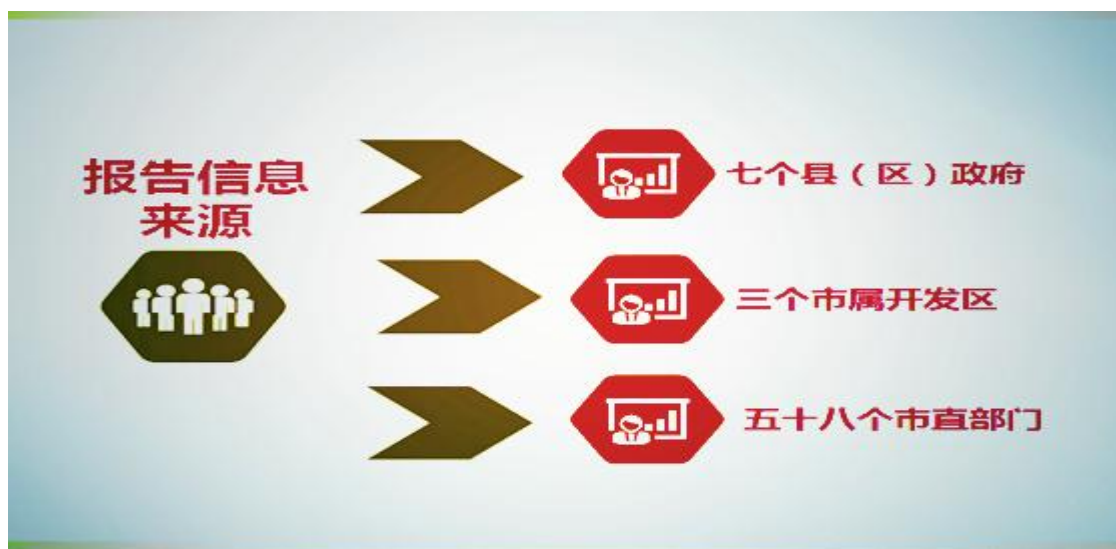 报告信息
来源
七个县（区）政府
三个市属开发区
五十八个市直部门